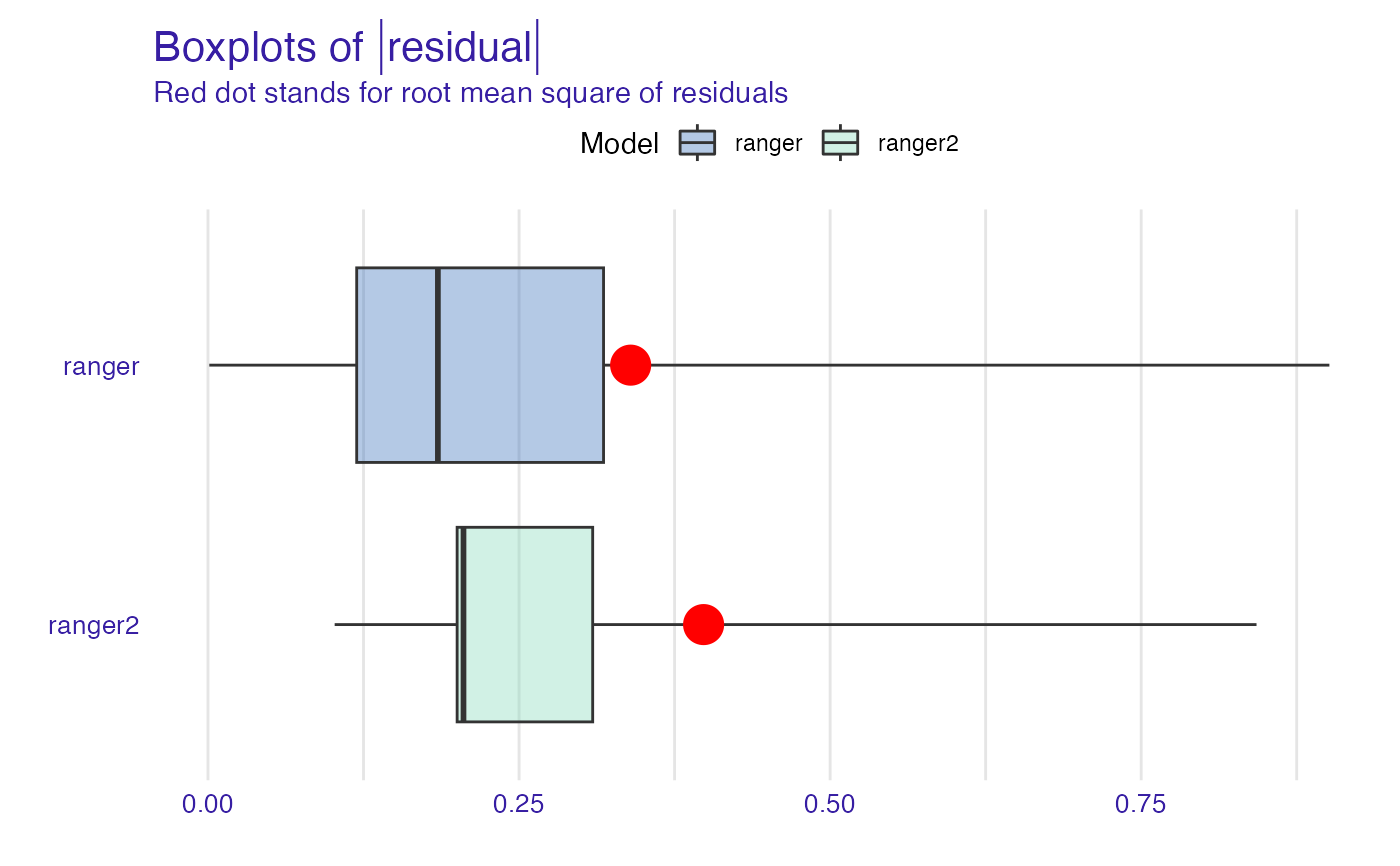 Boxplots of |residual|
Red dot stands for root mean square of residuals
Model ranger ranger2
ranger
ranger2
0.00 0.25 0.50 0.75